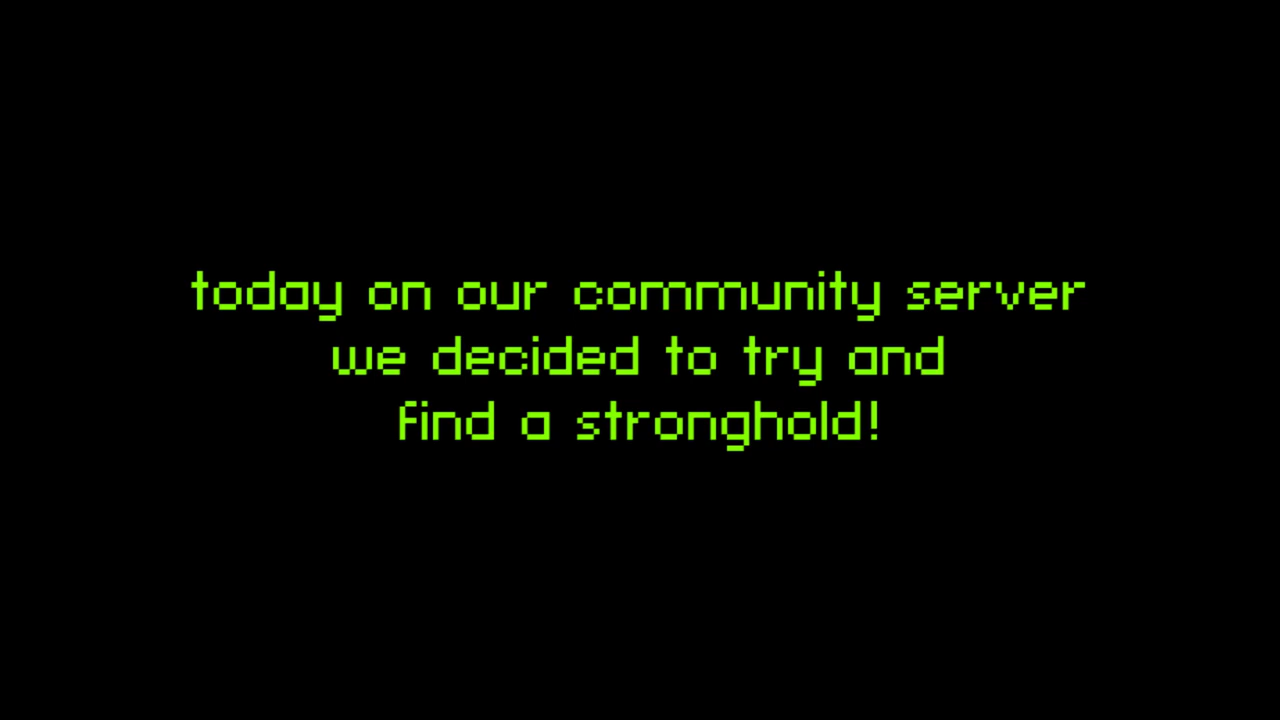 today on our community server
we decided to try and
find a stronghold!